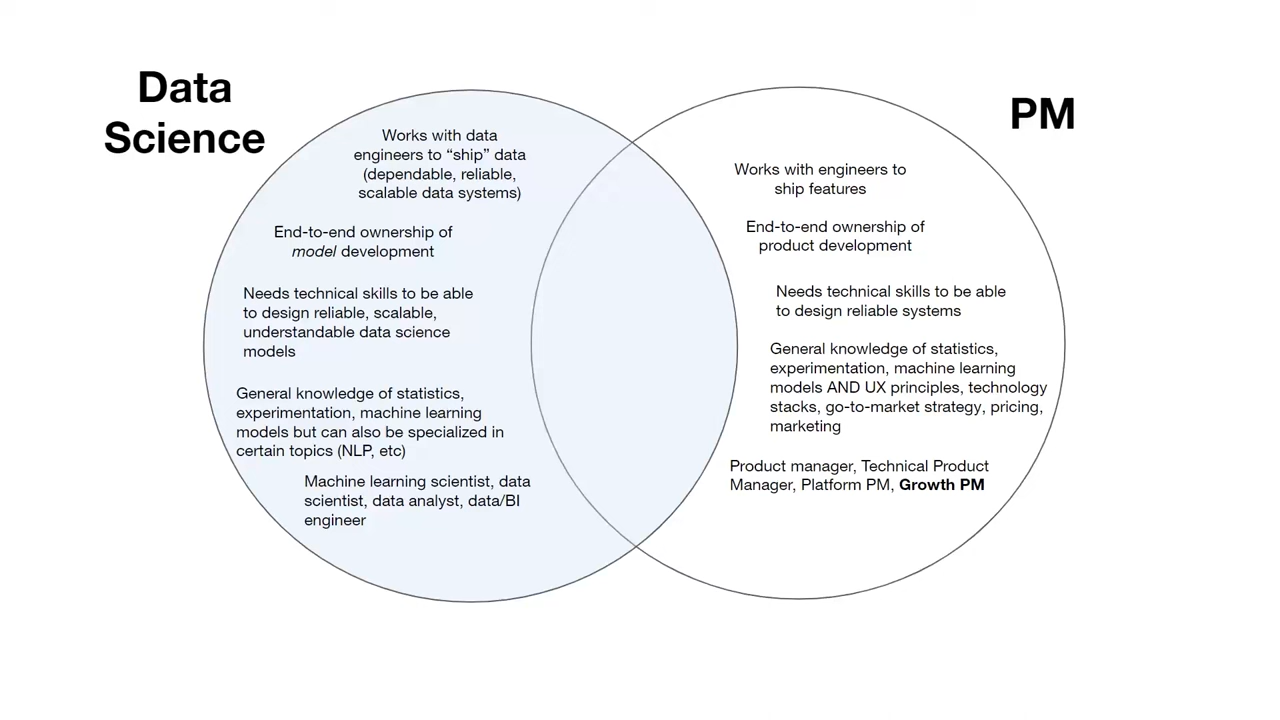 Data
Science
Works with data
engineers to “ship” data
(dependable, reliable,
scalable data systems)
End-to-end ownership of
model development
Needs technical skills to be able
to design reliable, scalable,
understandable data science
models
General knowledge of statistics,
experimentation, machine learning
models but can also be specialized in
certain topics (NLP, etc)
Machine learning scientist, data
scientist, data analyst, data/BI
engineer
PM
Works with engineers to
ship features
End-to-end ownership of
product development
Needs technical skills to be able
to design reliable systems
General knowledge of statistics,
experimentation, machine learning
models AND UX principles, technology
stacks, go-to-market strategy, pricing,
marketing
Product manager, Technical Product
Manager, Platform PM, Growth PM